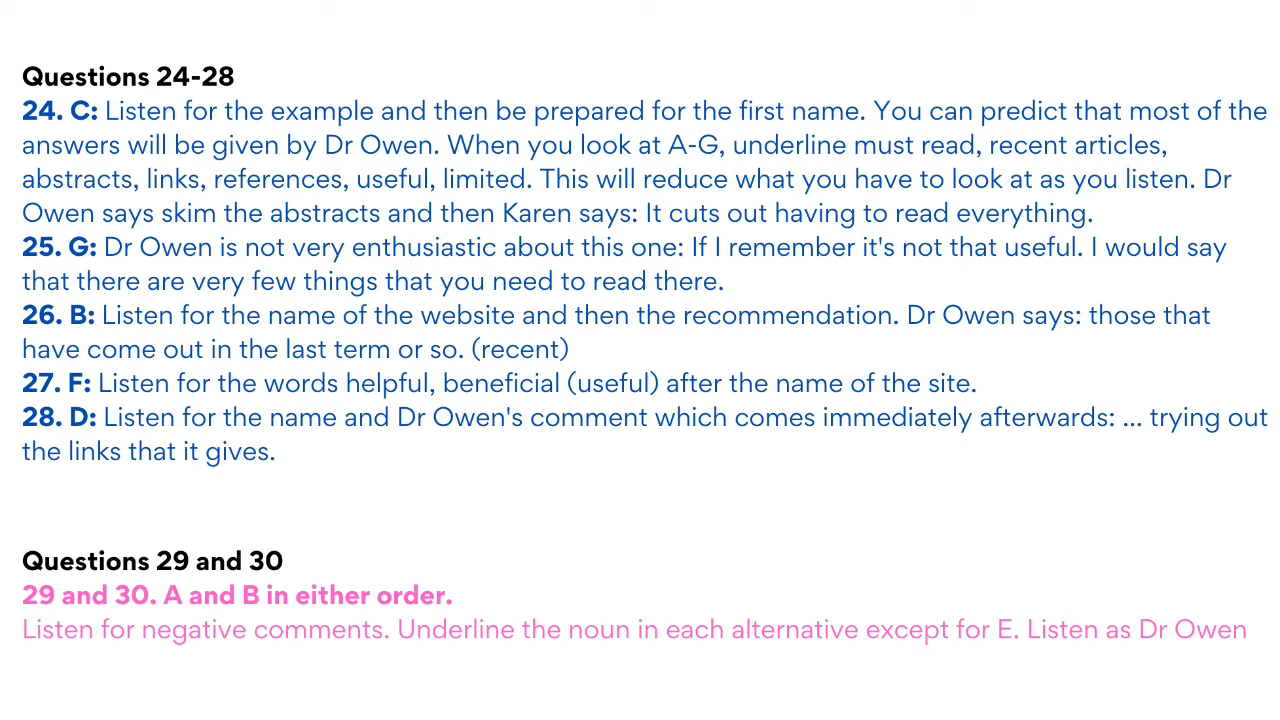 Questions 24-28
24. C: Listen for the example and then be prepared for the first name. You can predict that most of the
answers will be given by Dr Owen. When you look at A-G, underline must read, recent articles,
abstracts, links, references, useful, limited. This will reduce what you have to look at as you listen. Dr
Owen says skim the abstracts and then Karen says: It cuts out having to read everything.
25. G: Dr Owen is not very enthusiastic about this one: If I remember it's not that useful. I would say
that there are very few things that you need to read there.
26. B: Listen for the name of the website and then the recommendation. Dr Owen says: those that
have come out in the last term or so. (recent)
27. F: Listen for the words helpful, beneficial (useful) after the name of the site.
28. D: Listen for the name and Dr Owen's comment which comes immediately afterwards: ... trying out
the links that it gives.
Questions 29 and 30
29 and 30. A and B in either order.
Listen for negative comments. Underline the noun in each alternative except for E. Listen as Dr Owen